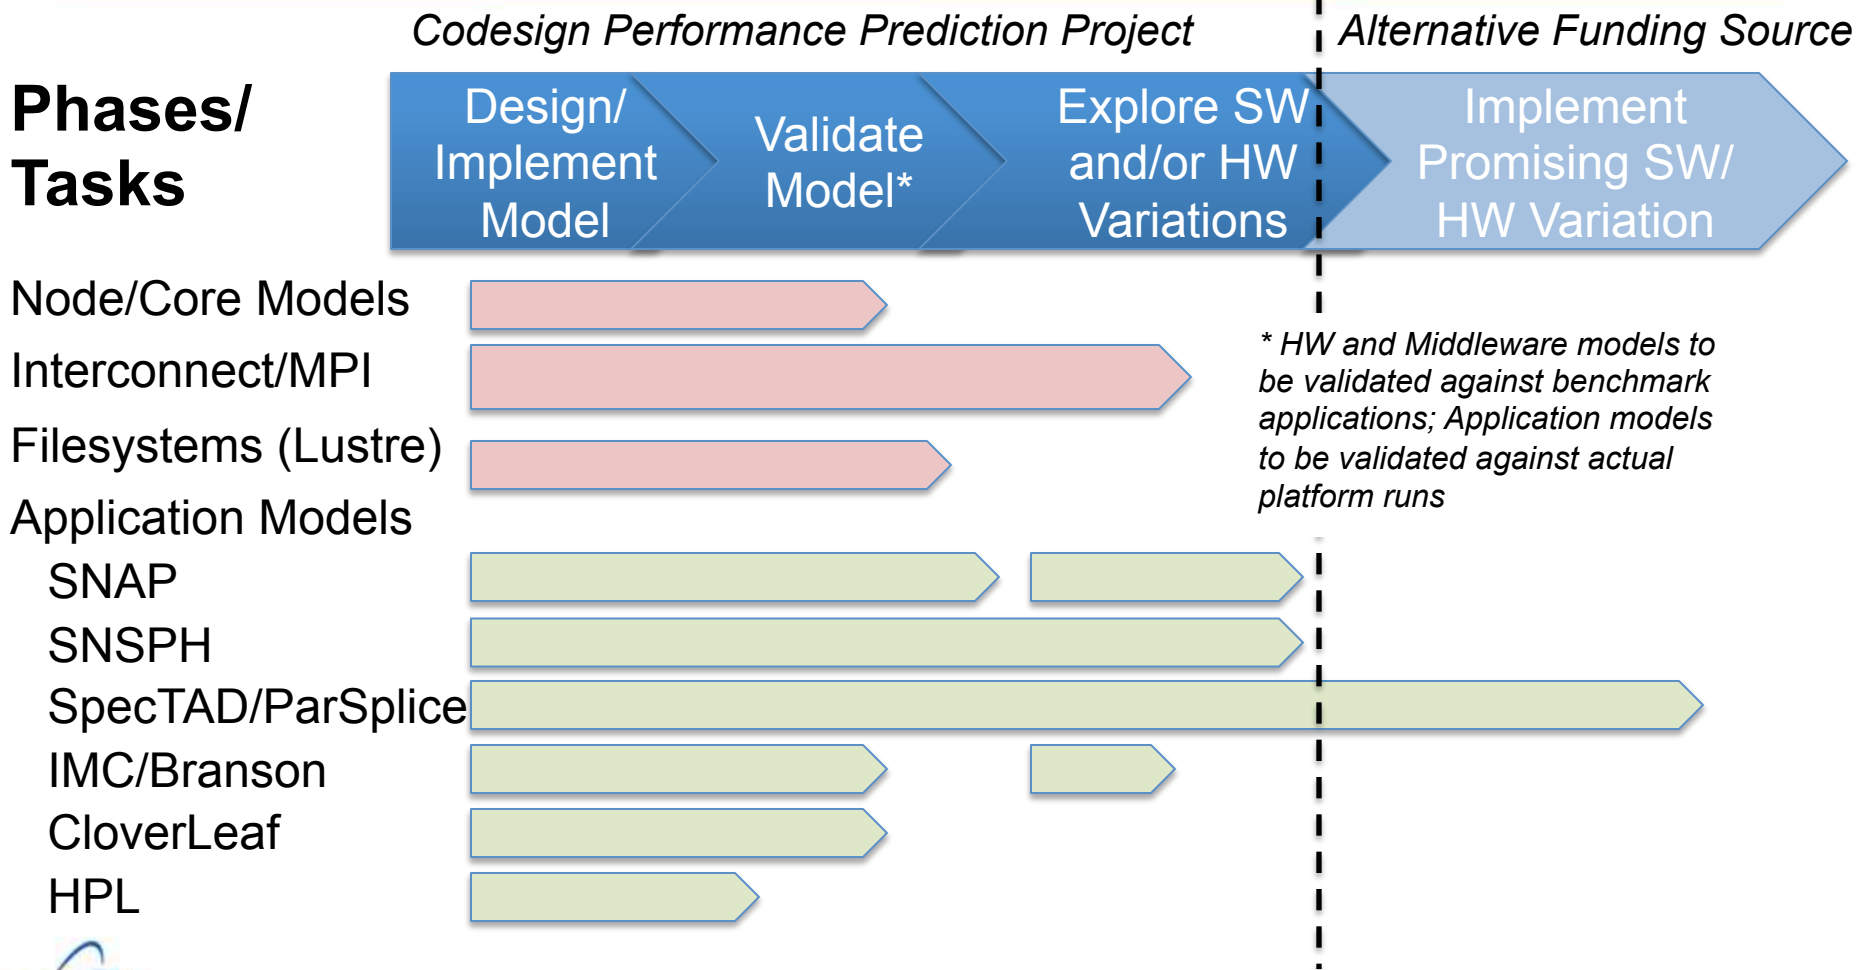 Codesign Performance Prediction Project
Alternative Funding Source
Phases/
Tasks
Design/
Implement
Model
Validate
Model*
Explore SW
and/or HW
Variations
Implement
Promising SW/
HW Variation
Node/Core Models
Interconnect/MPI
Filesystems (Lustre)
* HW and Middleware models to
be validated against benchmark
applications; Application models
to be validated against actual
platform runs
Application Models
SNAP
SNSPH
SpecTAD/ParSplice
IMC/Branson
CloverLeaf
HPL